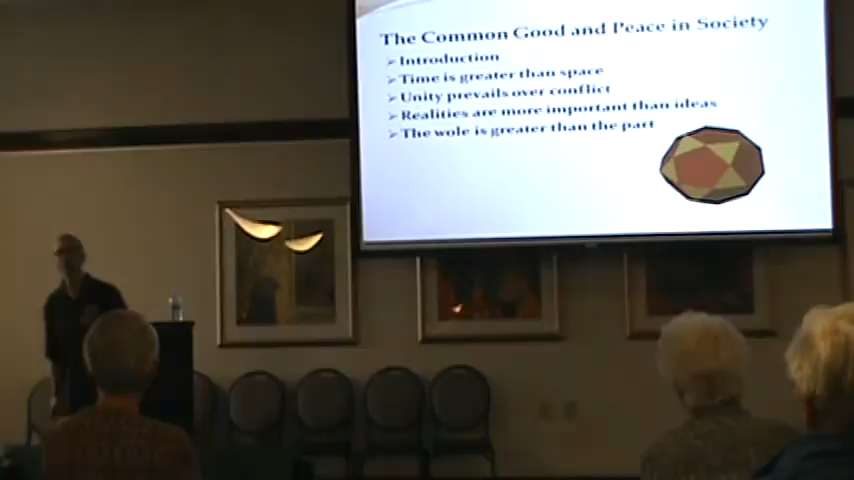 The Common Good and Peace in Society
➢Introduction
➢Time is greater than space
➢Unity prevails over conflict
➢Realities are more important than ideas
➢The wole is greater than the part